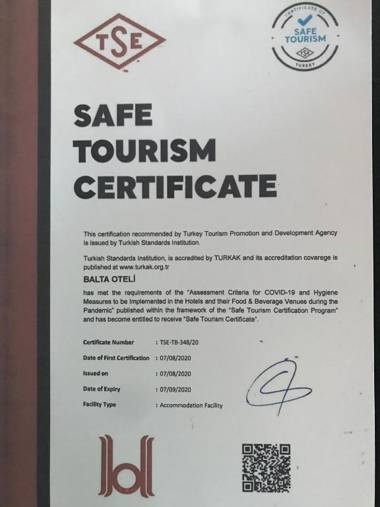 TSE
CERTIFICATE OF
SAFE
TOURISM
TSE
TURKEY
SAFE
TOURISM
CERTIFICATE
This certification recommended by Turkey Tourism Promotion and Development Agency
is issued by Turkish Standards Institution.
Turkish Standards Institution, is accredited by TURKAK and its accreditation coverege is
published at www.turkak.org.tr
BALTA OTELİ
has met the requirements of the "Assessment Criteria for COVID-19 and Hygiene
Measures to be Implemented in the Hotels and their Food & Beverage Venues during the
Pandemic" published within the framework of the "Safe Tourism Certification Program"
and has become entitled to receive "Safe Tourism Certificate".
Certificate Number : TSE-TB-348/20
Date of First Certification : 07/08/2020
Issued on : 07/08/2020
Date of Expiry : 07/09/2020
Facility Type : Accommodation Facility